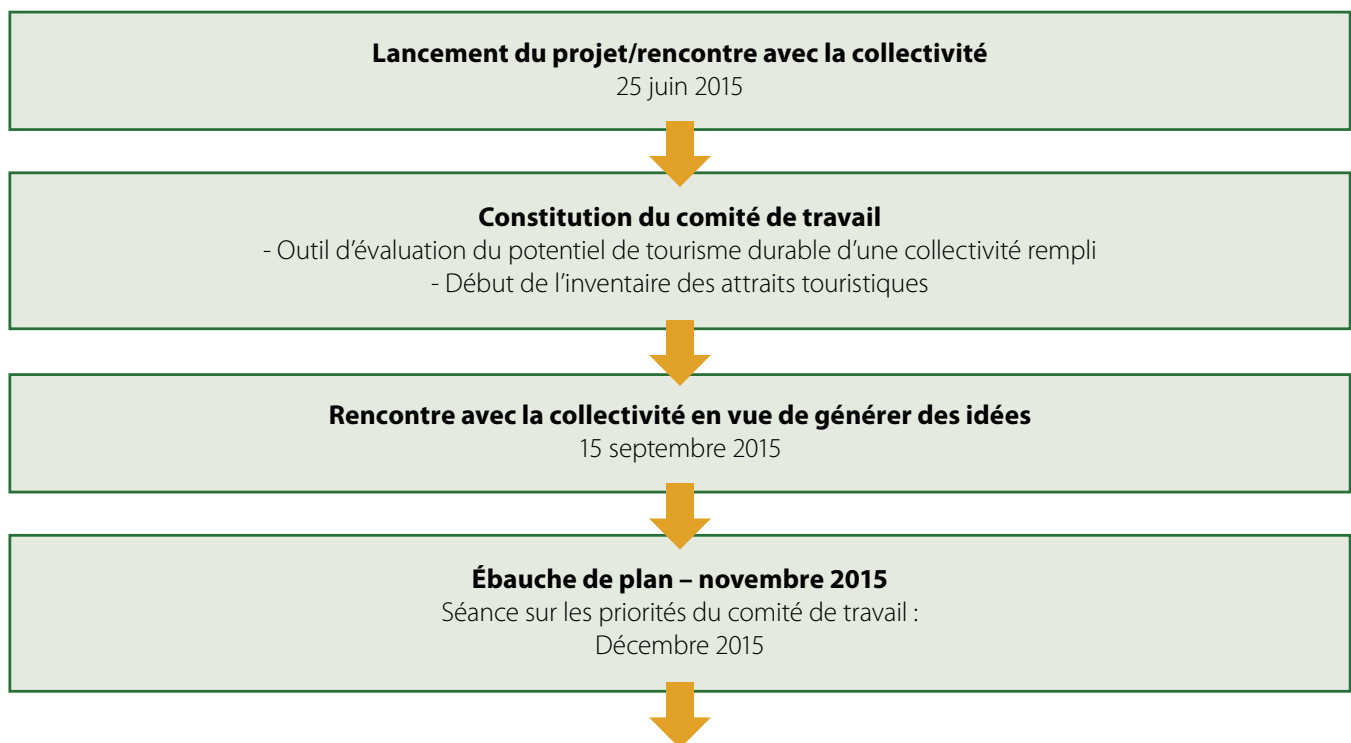 Lancement du projet/rencontre avec la collectivité
25 juin 2015
Constitution du comité de travail
- Outil d’évaluation du potentiel de tourisme durable d’une collectivité rempli
- Début de l’inventaire des attraits touristiques
Rencontre avec la collectivité en vue de générer des idées
15 septembre 2015
Ébauche de plan – novembre 2015
Séance sur les priorités du comité de travail :
Décembre 2015